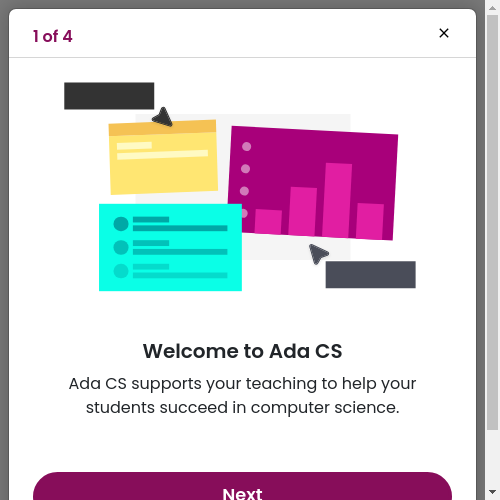 1 of 4
Welcome to Ada CS
Ada CS supports your teaching to help your
students succeed in computer science.
Next